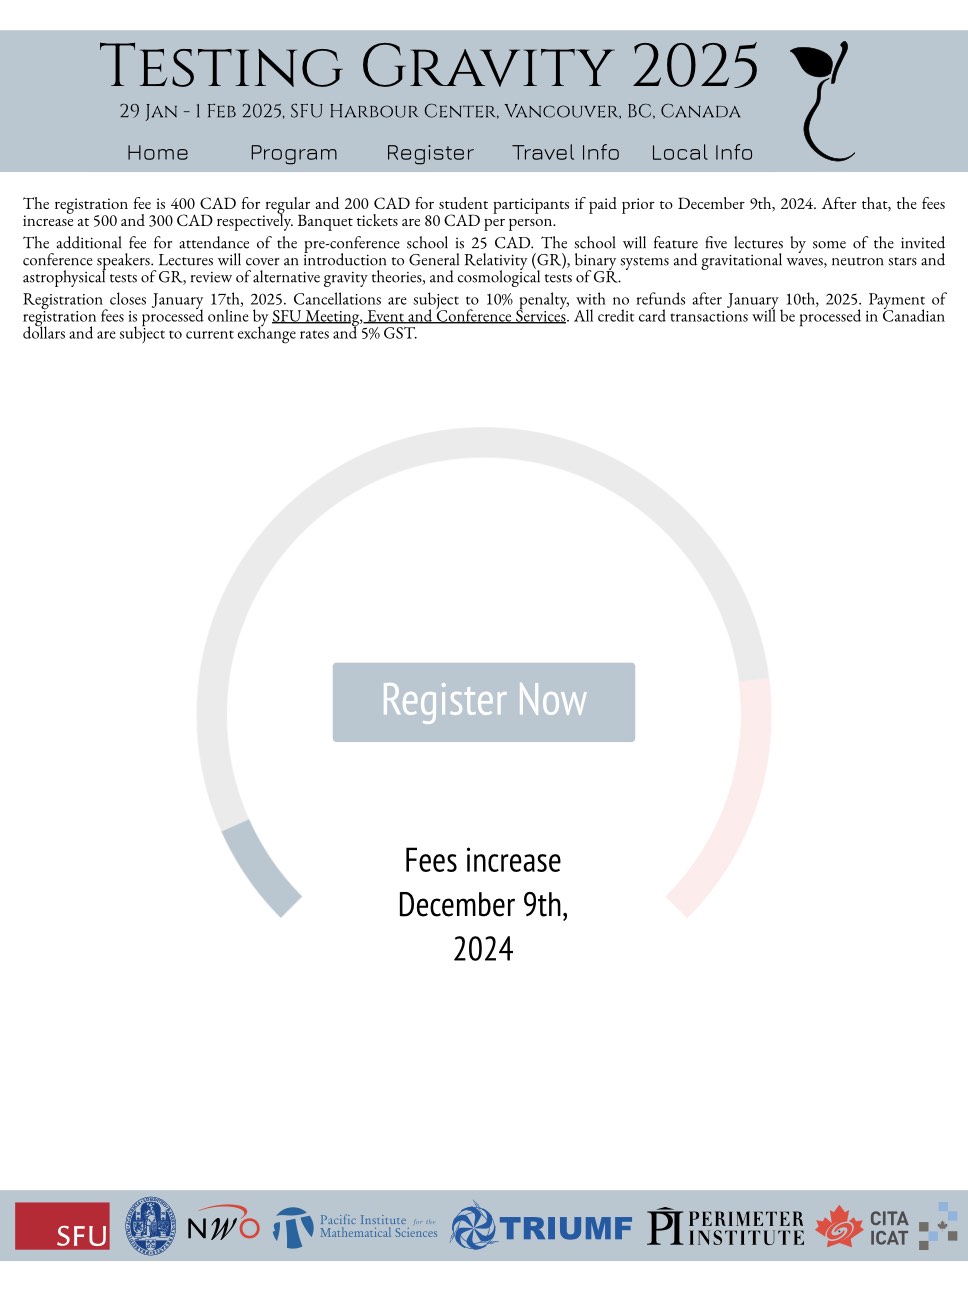 Testing Gravity 2025
29 Jan - 1 Feb 2025, SFU Harbour Center, Vancouver, BC, Canada
Home Program Register Travel Info Local Info
The registration fee is 400 CAD for regular and 200 CAD for student participants if paid prior to December 9th, 2024. After that, the fees
increase at 500 and 300 CAD respectively. Banquet tickets are 80 CAD per person.
The additional fee for attendance of the pre-conference school is 25 CAD. The school will feature five lectures by some of the invited
conference speakers. Lectures will cover an introduction to General Relativity (GR), binary systems and gravitational waves, neutron stars and
astrophysical tests of GR, review of alternative gravity theories, and cosmological tests of GR.
Registration closes January 17th, 2025. Cancellations are subject to 10% penalty, with no refunds after January 10th, 2025. Payment of
registration fees is processed online by SFU Meeting, Event and Conference Services. All credit card transactions will be processed in Canadian
dollars and are subject to current exchange rates and 5% GST.
Register Now
Fees increase
December 9th,
2024
SFU
NWO
Pacific Institute for the
Mathematical Sciences
TRIUMF
PI PERIMETER
INSTITUTE
CITA
ICAT